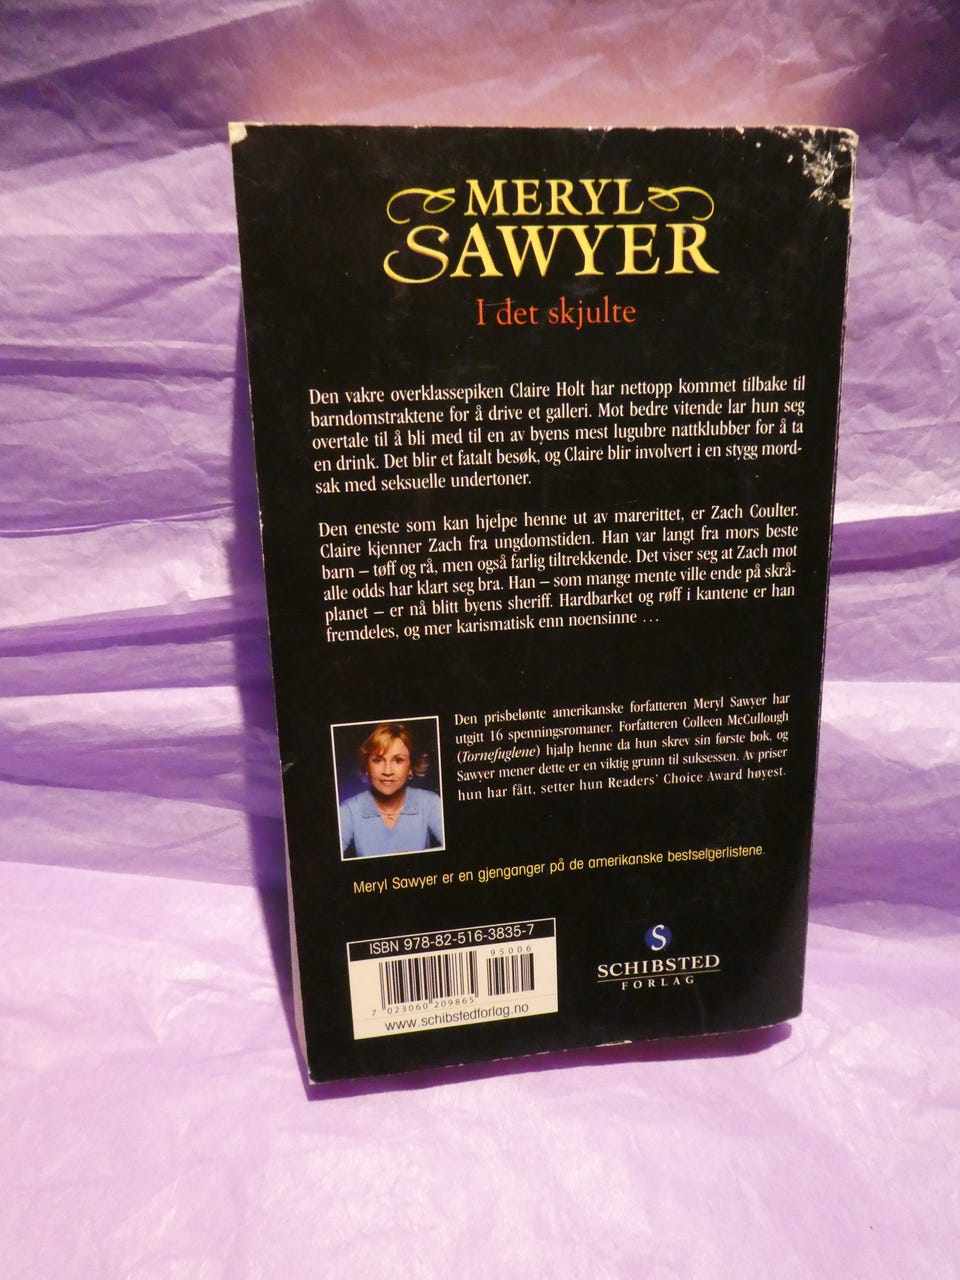 MERYL
SAWYER
I det skjulte
Den vakre overklassepiken Claire Holt har nettopp kommet tilbake til
barndomstraktene for å drive et galleri. Mot bedre vitende lar hun seg
overtale til å bli med til en av byens mest lugubre nattklubber for å ta
en drink. Det blir et fatalt besøk, og Claire blir involvert i en stygg mord-
sak med seksuelle undertoner.
Den eneste som kan hjelpe henne ut av marerittet, er Zach Coulter.
Claire kjenner Zach fra ungdomstiden. Han var langt fra mors beste
barn – tøff og rå, men også farlig tiltrekkende. Det viser seg at Zach mot
alle odds har klart seg bra. Han – som mange mente ville ende på skrå-
planet – er nå blitt byens sheriff. Hardbarket og røff i kantene er han
fremdeles, og mer karismatisk enn noensinne …
Den prisbelønte amerikanske forfatteren Meryl Sawyer har
utgitt 16 spenningsromaner. Forfatteren Colleen McCullough
(Tornefuglene) hjalp henne da hun skrev sin første bok, og
Sawyer mener dette er en viktig grunn til suksessen. Av priser
hun har fått, setter hun Readers' Choice Award høyest.
Meryl Sawyer er en gjenganger på de amerikanske bestselgerlistene.
ISBN 978-82-516-3835-7
95006
7 023060 209865
www.schibstedforlag.no
S
SCHIBSTED
FORLAG